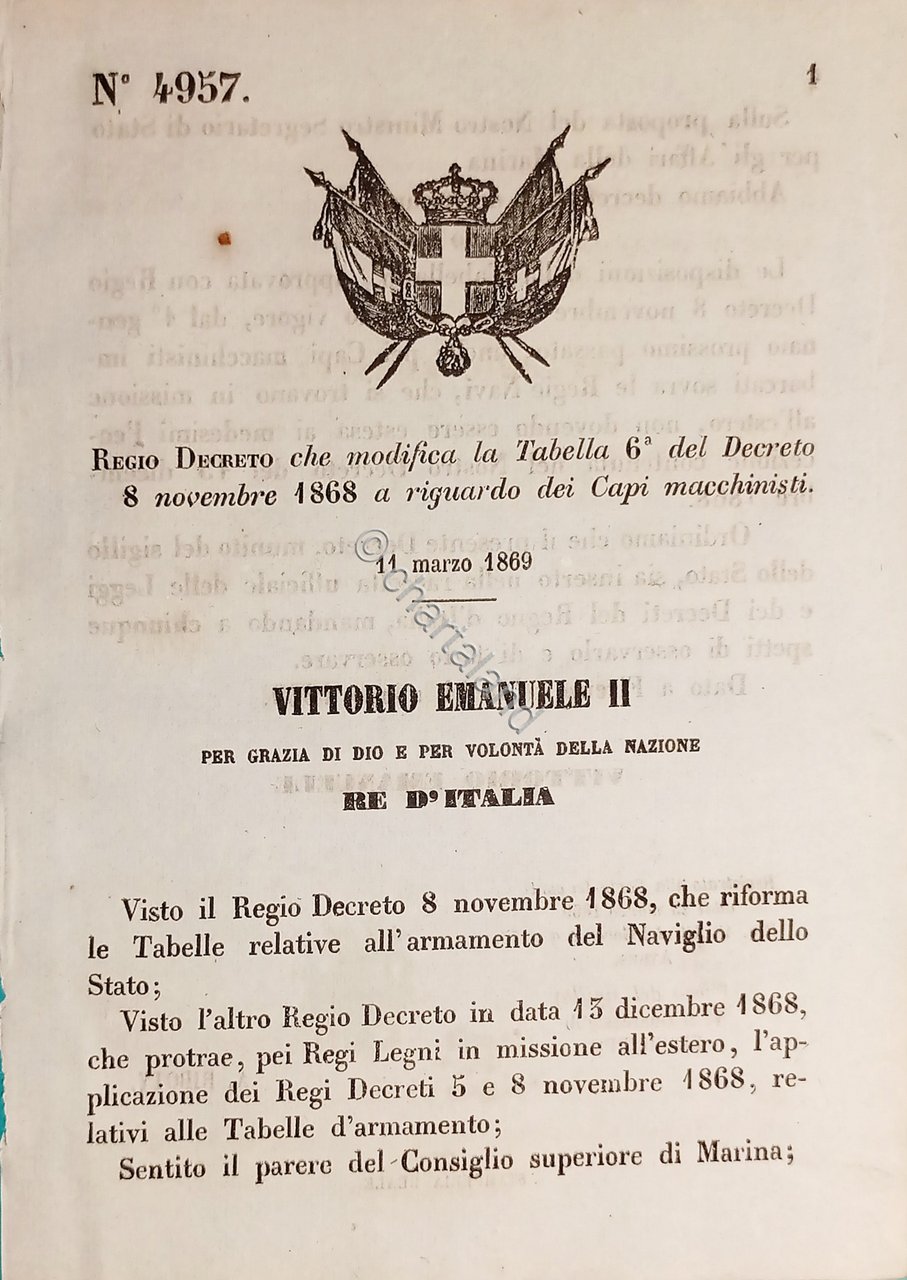 N.° 4957.
1
REGIO DECRETO che modifica la Tabella 6ª del Decreto
8 novembre 1868 a riguardo dei Capi macchinisti.
11 marzo 1869
VITTORIO EMANUELE II
PER GRAZIA DI DIO E PER VOLONTÀ DELLA NAZIONE
RE D'ITALIA
Visto il Regio Decreto 8 novembre 1868, che riforma
le Tabelle relative all'armamento del Naviglio dello
Stato;
Visto l'altro Regio Decreto in data 13 dicembre 1868,
che protrae, pei Regi Legni in missione all'estero, l'ap-
plicazione dei Regi Decreti 5 e 8 novembre 1868, re-
lativi alle Tabelle d'armamento;
Sentito il parere del Consiglio superiore di Marina;
© chartaland